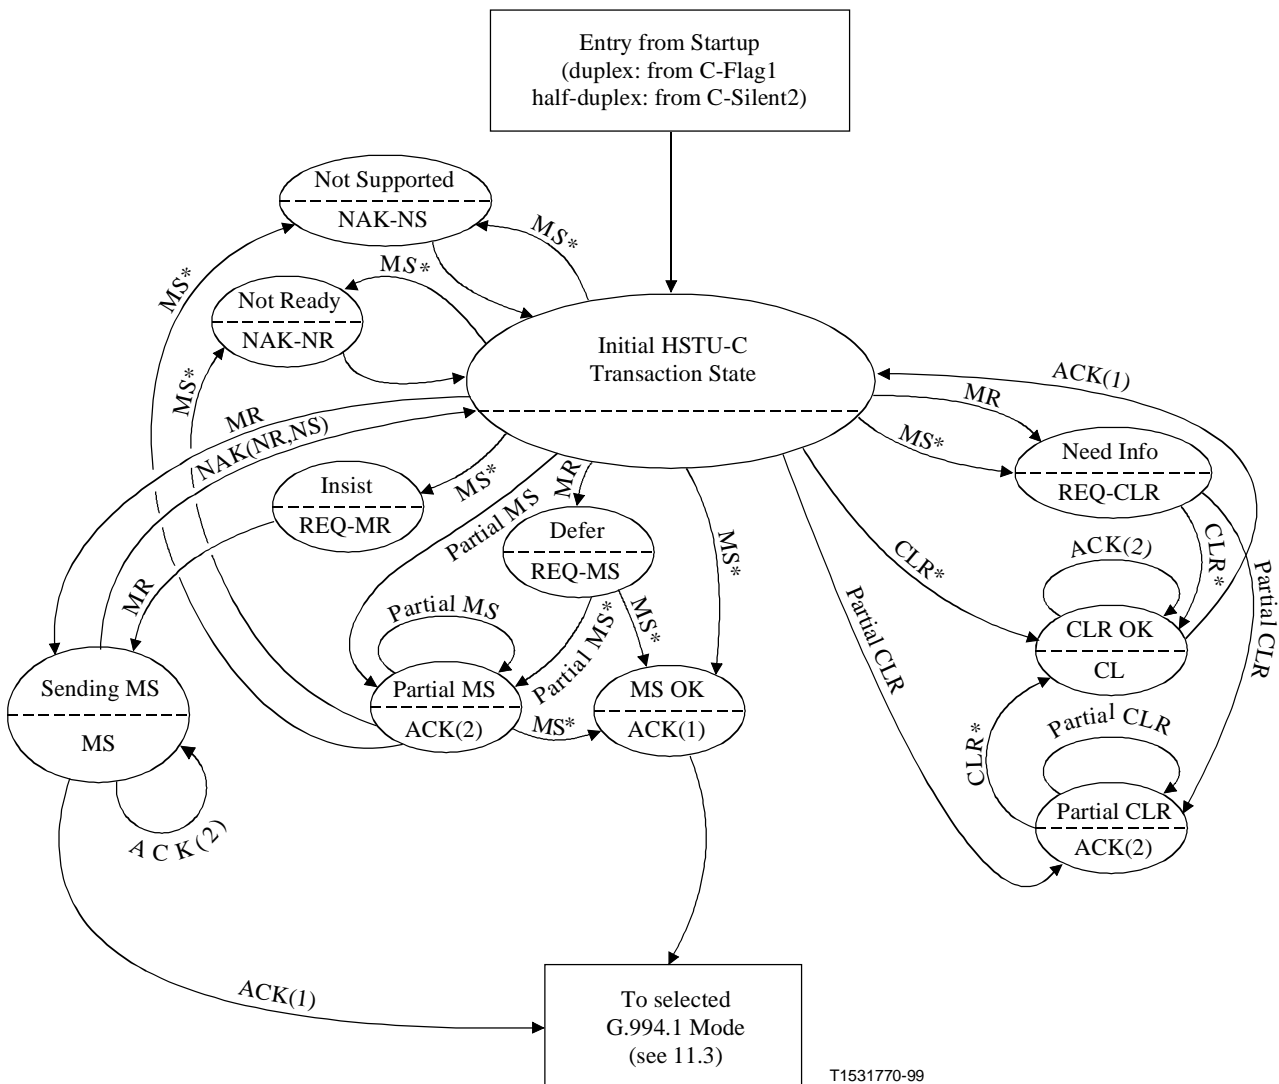 Entry from Startup
(duplex: from C-Flag1
half-duplex: from C-Silent2)
Not Supported
NAK-NS
MS*
MS*
MS*
Not Ready
NAK-NR
MS*
Initial HSTU-C
Transaction State
ACK(1)
MR
MS*
Need Info
REQ-CLR
MR
NAK(NR,NS)
Insist
REQ-MR
MS*
MR
Partial MS
Defer
REQ-MS
MS*
CLR*
Partial CLR
ACK(2)
CLR*
Partial CLR
MR
Partial MS
Partial MS*
MS*
CLR OK
CL
Sending MS
MS
Partial MS
ACK(2)
MS*
MS OK
ACK(1)
CLR*
Partial CLR
Partial CLR
ACK(2)
ACK(2)
ACK(1)
To selected
G.994.1 Mode
(see 11.3)
T1531770-99